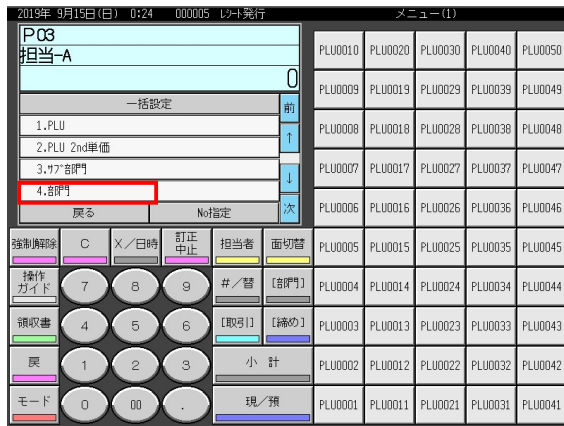 2019年 9月15日(日) 0:24 000005 ﾚｼｰﾄ発行 メニュー(1)
P03
担当-A
0
一括設定
前
1.PLU
↑
2.PLU 2nd単価
3.ｻﾌﾞ部門
↓
4.部門
戻る No指定 次
PLU0010 PLU0020 PLU0030 PLU0040 PLU0050
PLU0009 PLU0019 PLU0029 PLU0039 PLU0049
PLU0008 PLU0018 PLU0028 PLU0038 PLU0048
PLU0007 PLU0017 PLU0027 PLU0037 PLU0047
PLU0006 PLU0016 PLU0026 PLU0036 PLU0046
強制解除 C X/日時 訂正中止 担当者 面切替 PLU0005 PLU0015 PLU0025 PLU0035 PLU0045
操作ガイド 7 8 9 #/替 [部門] PLU0004 PLU0014 PLU0024 PLU0034 PLU0044
領収書 4 5 6 [取引] [締め] PLU0003 PLU0013 PLU0023 PLU0033 PLU0043
戻 1 2 3 小 計 PLU0002 PLU0012 PLU0022 PLU0032 PLU0042
モード 0 00 . 現/預 PLU0001 PLU0011 PLU0021 PLU0031 PLU0041